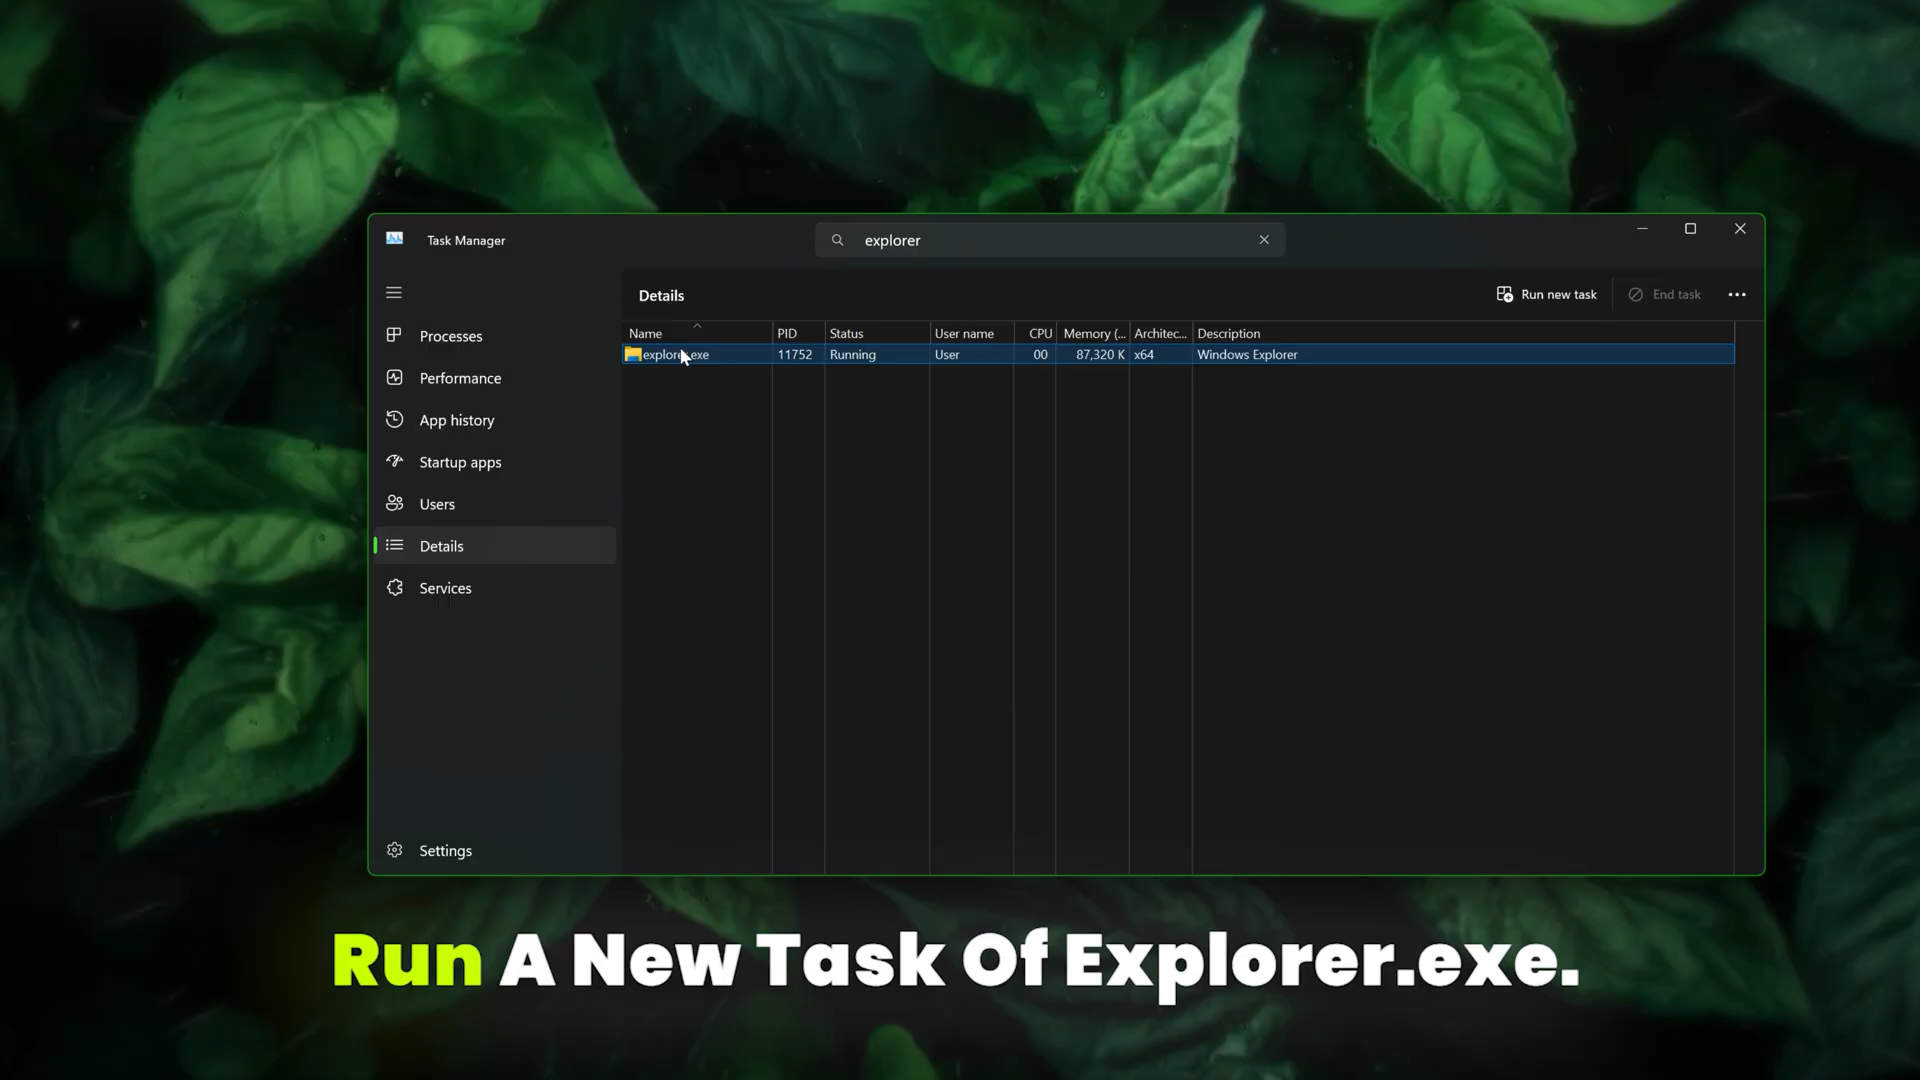 Task Manager
explorer
Details
Run new task
End task
Processes
Performance
App history
Startup apps
Users
Details
Services
Settings
Name PID Status User name CPU Memory (... Architec... Description
explorer.exe 11752 Running User 00 87,320 K x64 Windows Explorer
Run A New Task Of Explorer.exe.